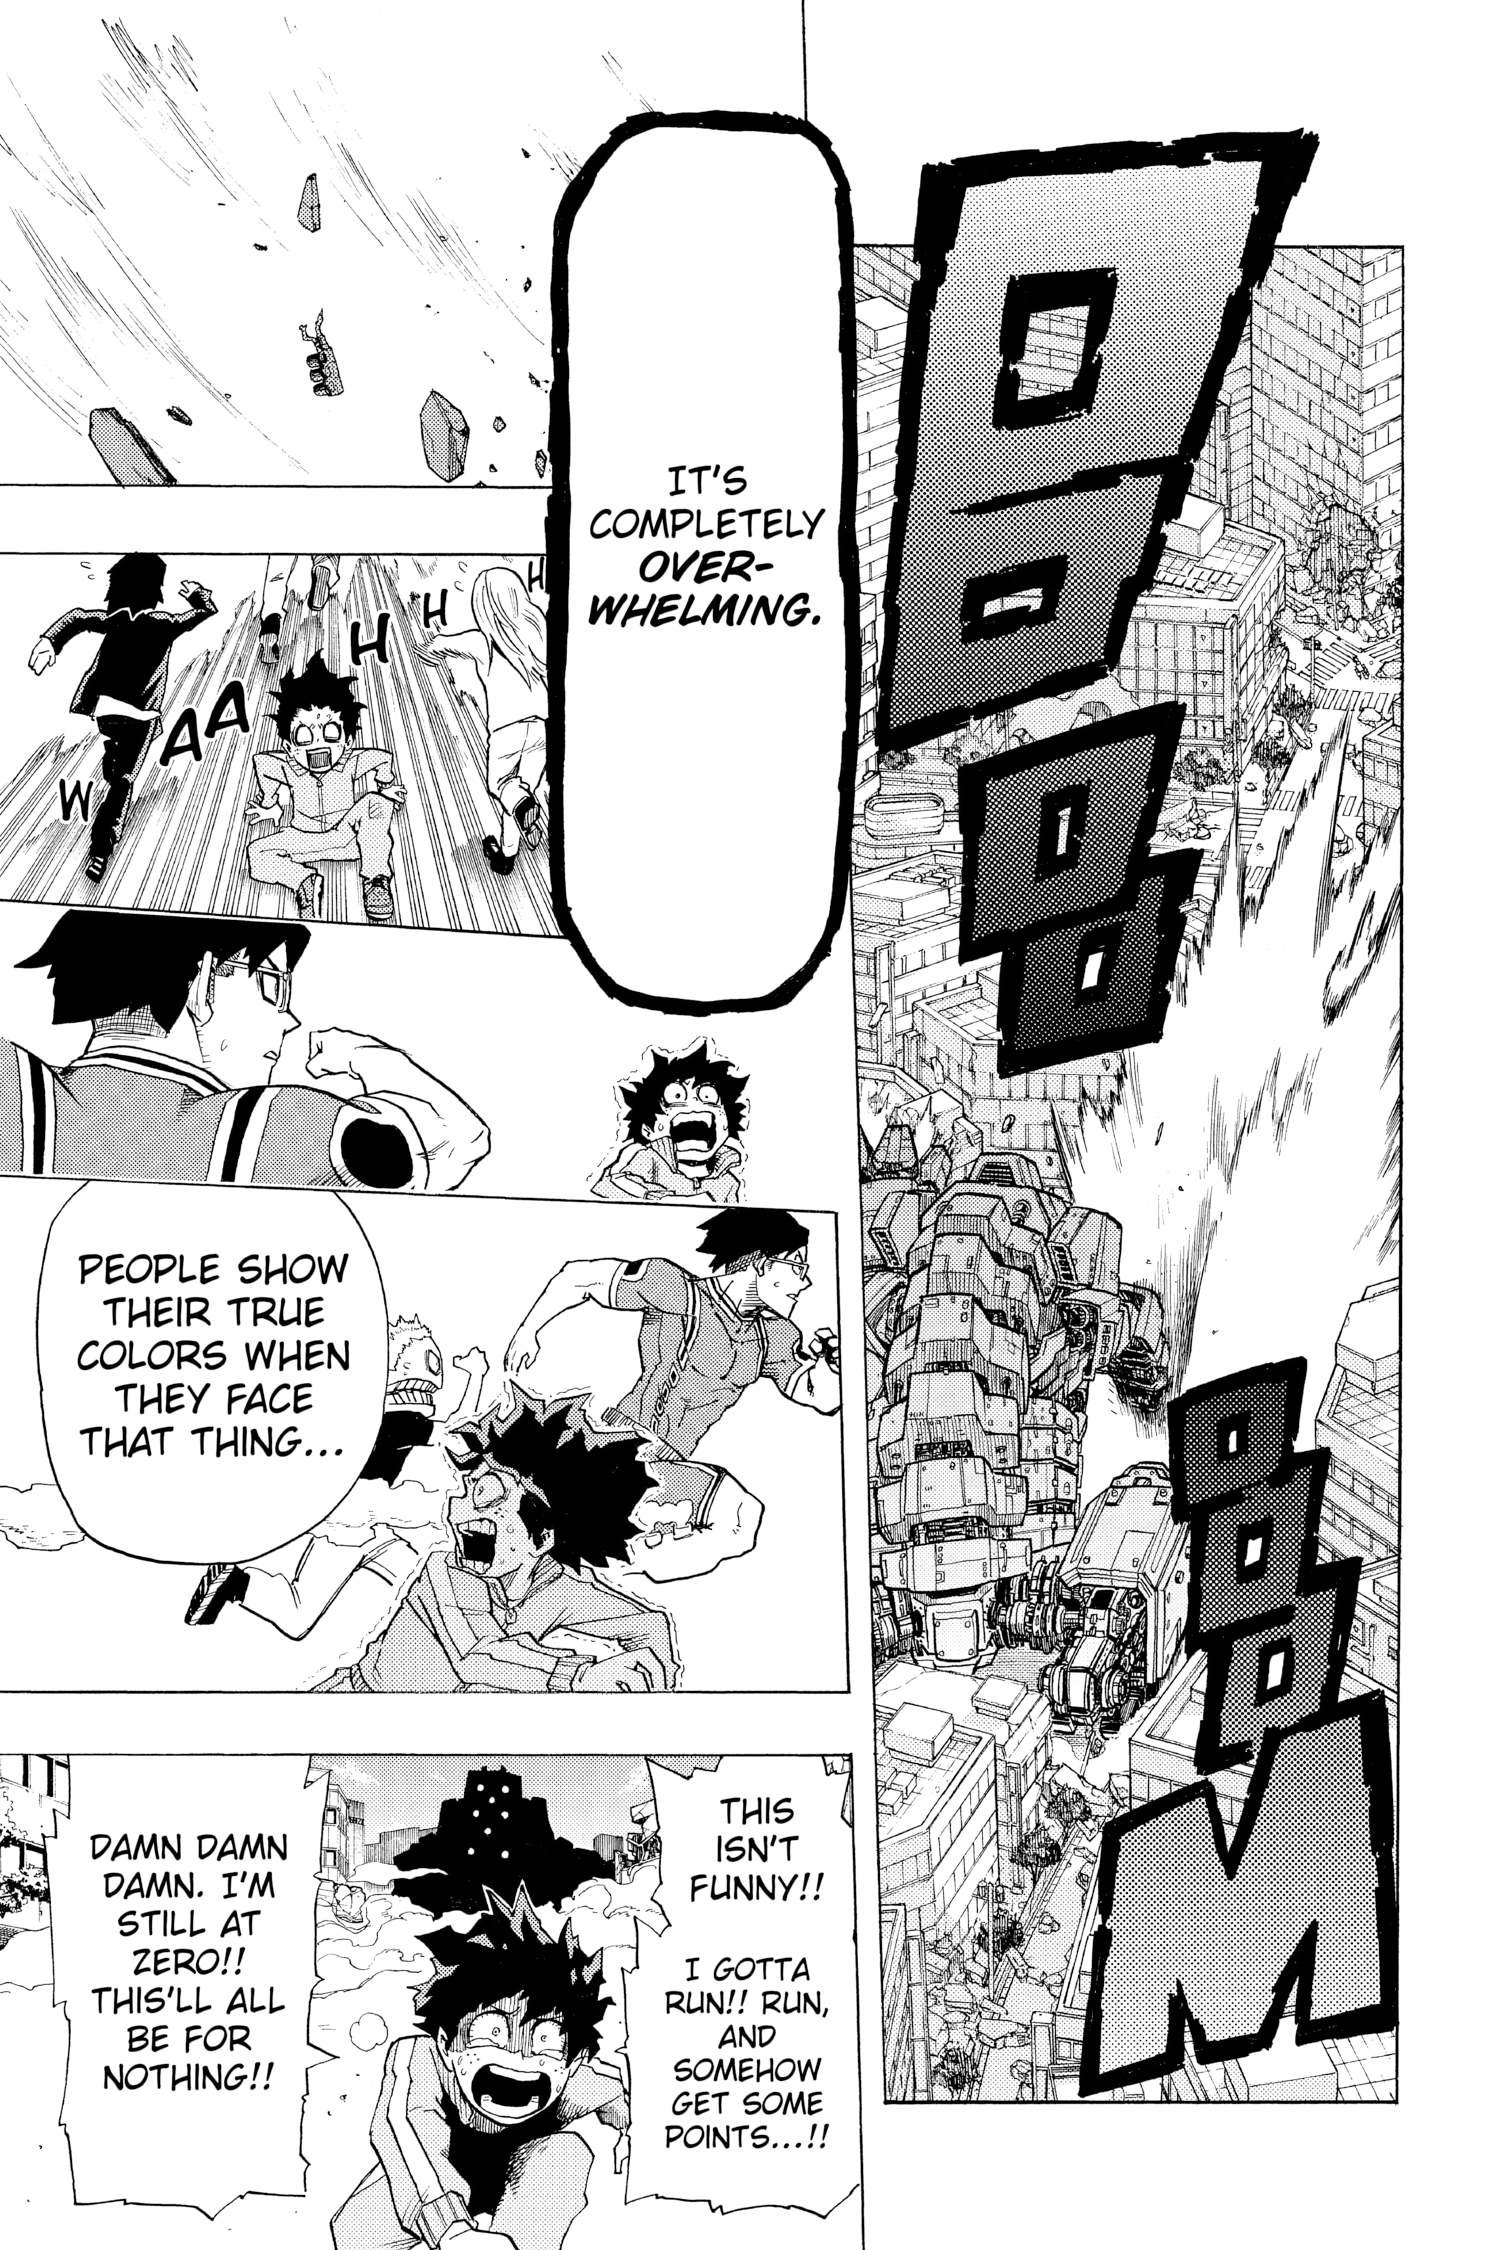 BOOOOOOOM
IT'S
COMPLETELY
OVER-
WHELMING.
WAAHHH
PEOPLE SHOW
THEIR TRUE
COLORS WHEN
THEY FACE
THAT THING...
THIS
ISN'T
FUNNY!!
I GOTTA
RUN!! RUN,
AND
SOMEHOW
GET SOME
POINTS...!!
DAMN DAMN
DAMN. I'M
STILL AT
ZERO!!
THIS'LL ALL
BE FOR
NOTHING!!